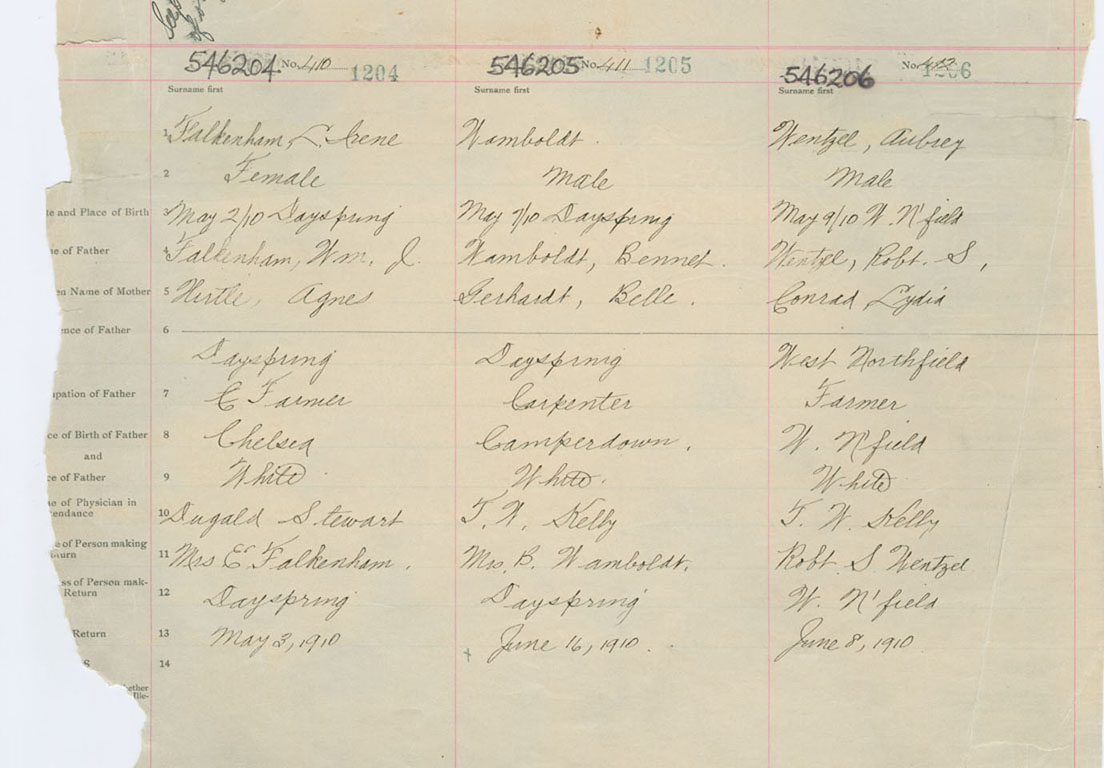 546204 No. 410 1204 546205 No. 411 1205 546206 No. 1206
Surname first Surname first Surname first
1 Falkenham, L. Irene Wamboldt. Wentzel, Aubrey
2 Female Male Male
te and Place of Birth 3 May 2/10 Dayspring May 7/10 Dayspring May 9/10 W. N'field
e of Father 4 Falkenham, Wm. J. Wamboldt, Bennet. Wentzel, Robt. S,
en Name of Mother 5 Hirtle, Agnes Gerhardt, Belle. Conrad Lydia
ence of Father 6
Dayspring Dayspring West Northfield
upation of Father 7 Farmer Carpenter Farmer
ce of Birth of Father 8 Chelsea Camperdown. W. N'field
and
ce of Father 9 White White. White
e of Physician in
tendance 10 Dugald Stewart T. W. Kelly T. W. Kelly
e of Person making
turn 11 Mrs Falkenham. Mrs. B. Wamboldt. Robt S Wentzel
ss of Person mak-
Return 12 Dayspring Dayspring W. N'field
Return 13 May 3, 1910 June 16, 1910. June 8, 1910
S 14
ether
Ille-